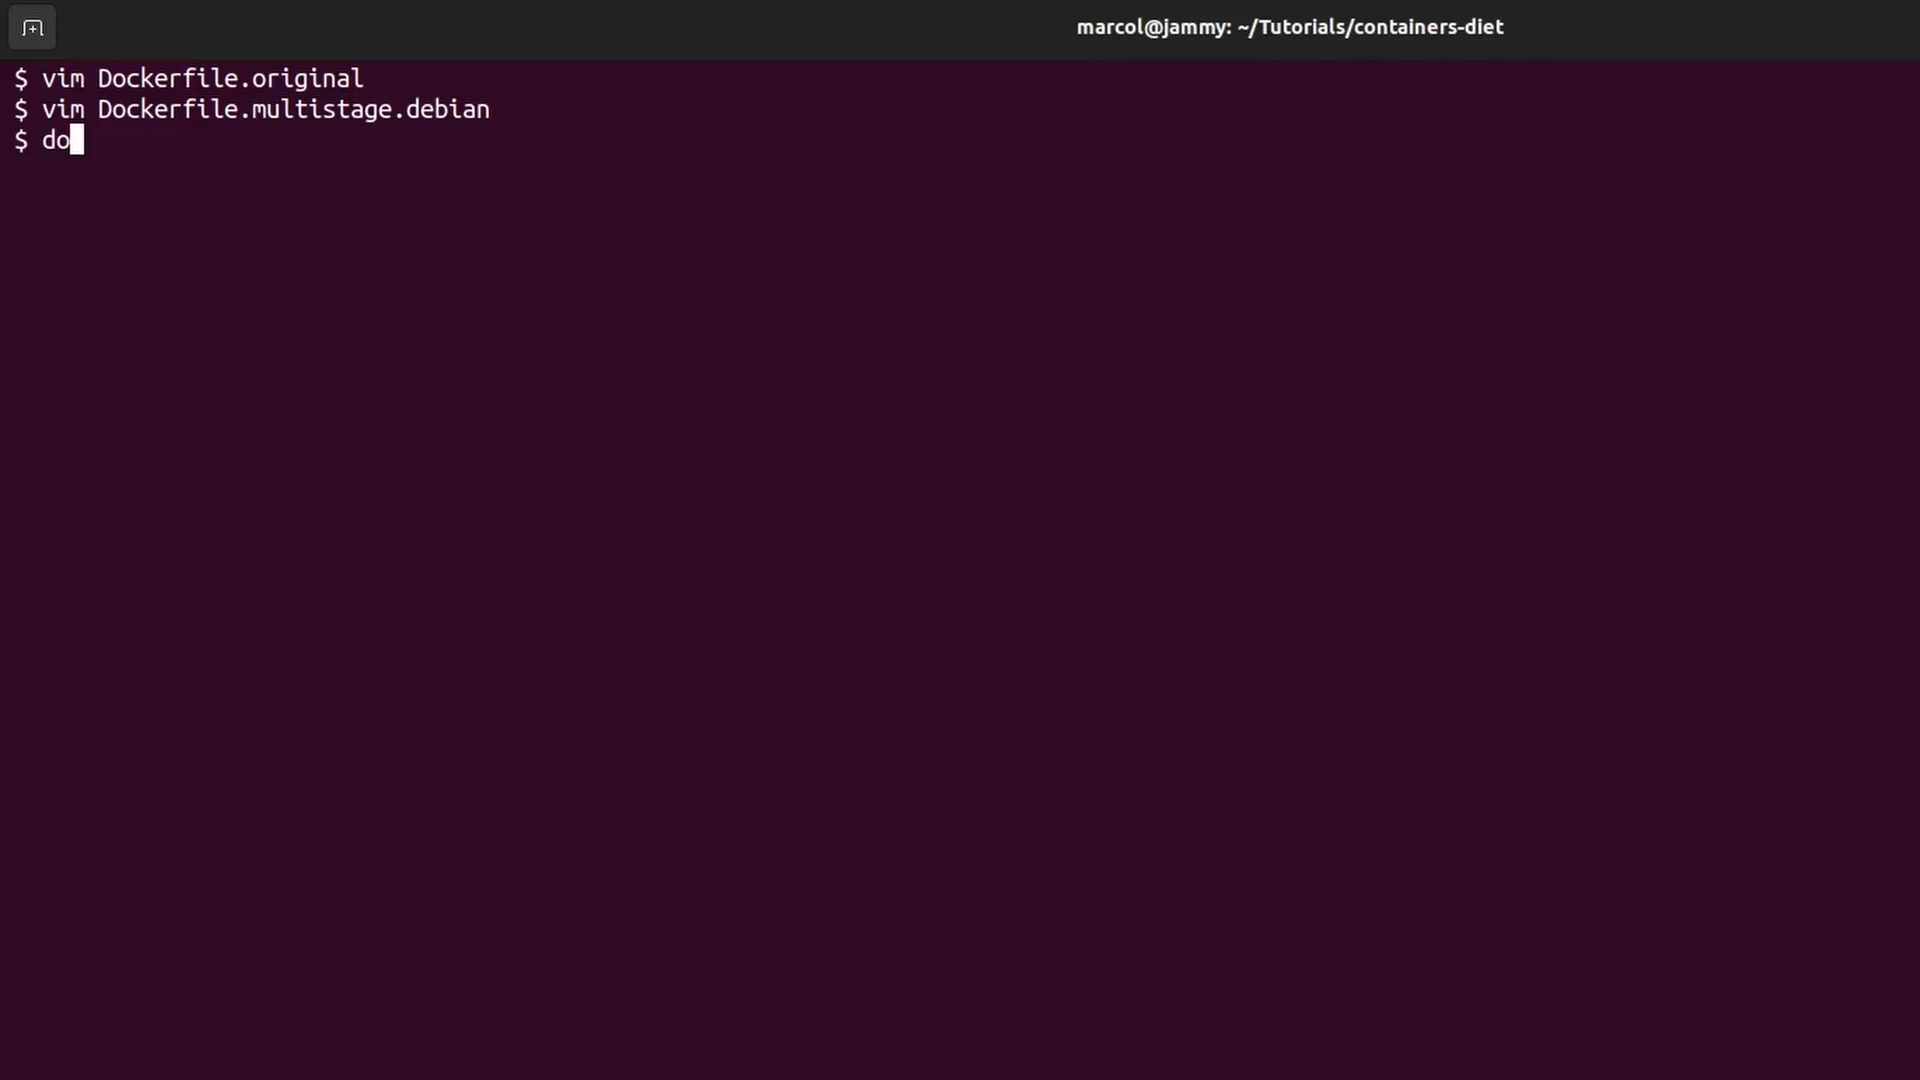 marcol@jammy: ~/Tutorials/containers-diet
$ vim Dockerfile.original
$ vim Dockerfile.multistage.debian
$ do